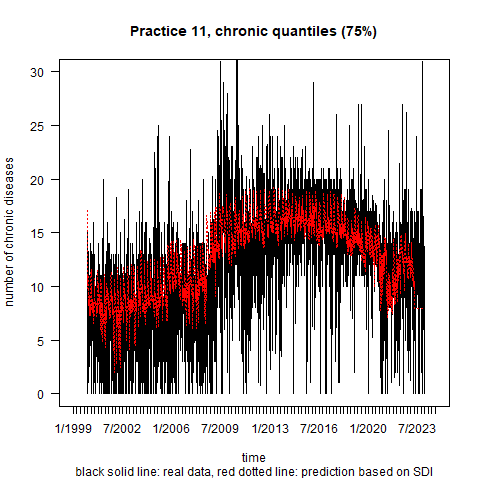 Practice 11, chronic quantiles (75%)
number of chronic diseases
30
25
20
15
10
5
0
1/1999 7/2002 1/2006 7/2009 1/2013 7/2016 1/2020 7/2023
time
black solid line: real data, red dotted line: prediction based on SDI